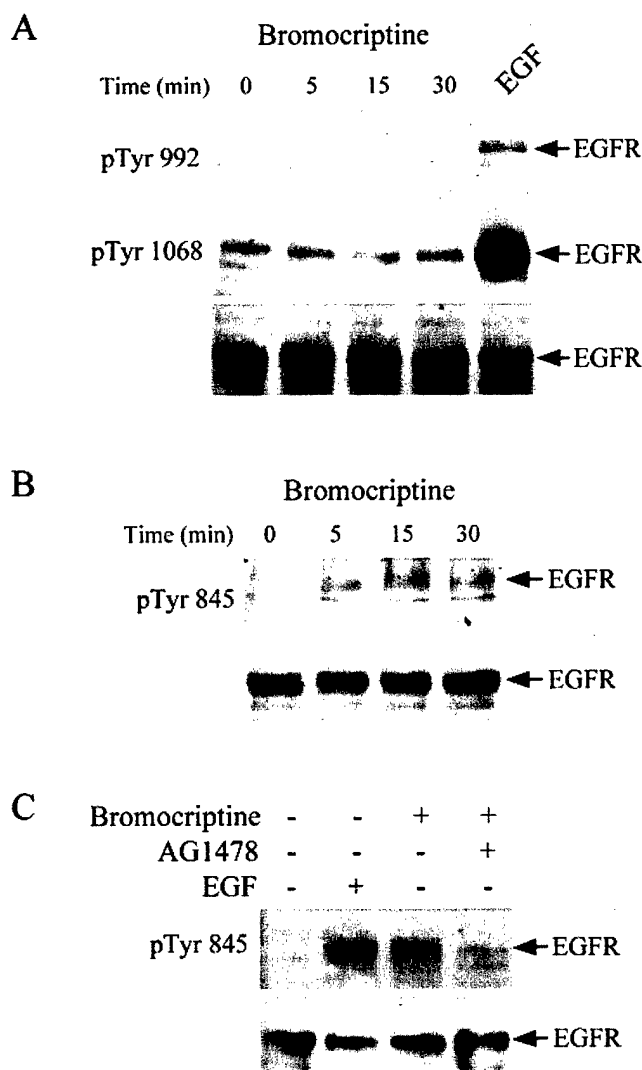 A
Bromocriptine
Time (min) 0 5 15 30 EGF
pTyr 992 EGFR
pTyr 1068 EGFR
EGFR
B
Bromocriptine
Time (min) 0 5 15 30
pTyr 845 EGFR
EGFR
C
Bromocriptine - - + +
AG1478 - - - +
EGF - + - -
pTyr 845 EGFR
EGFR